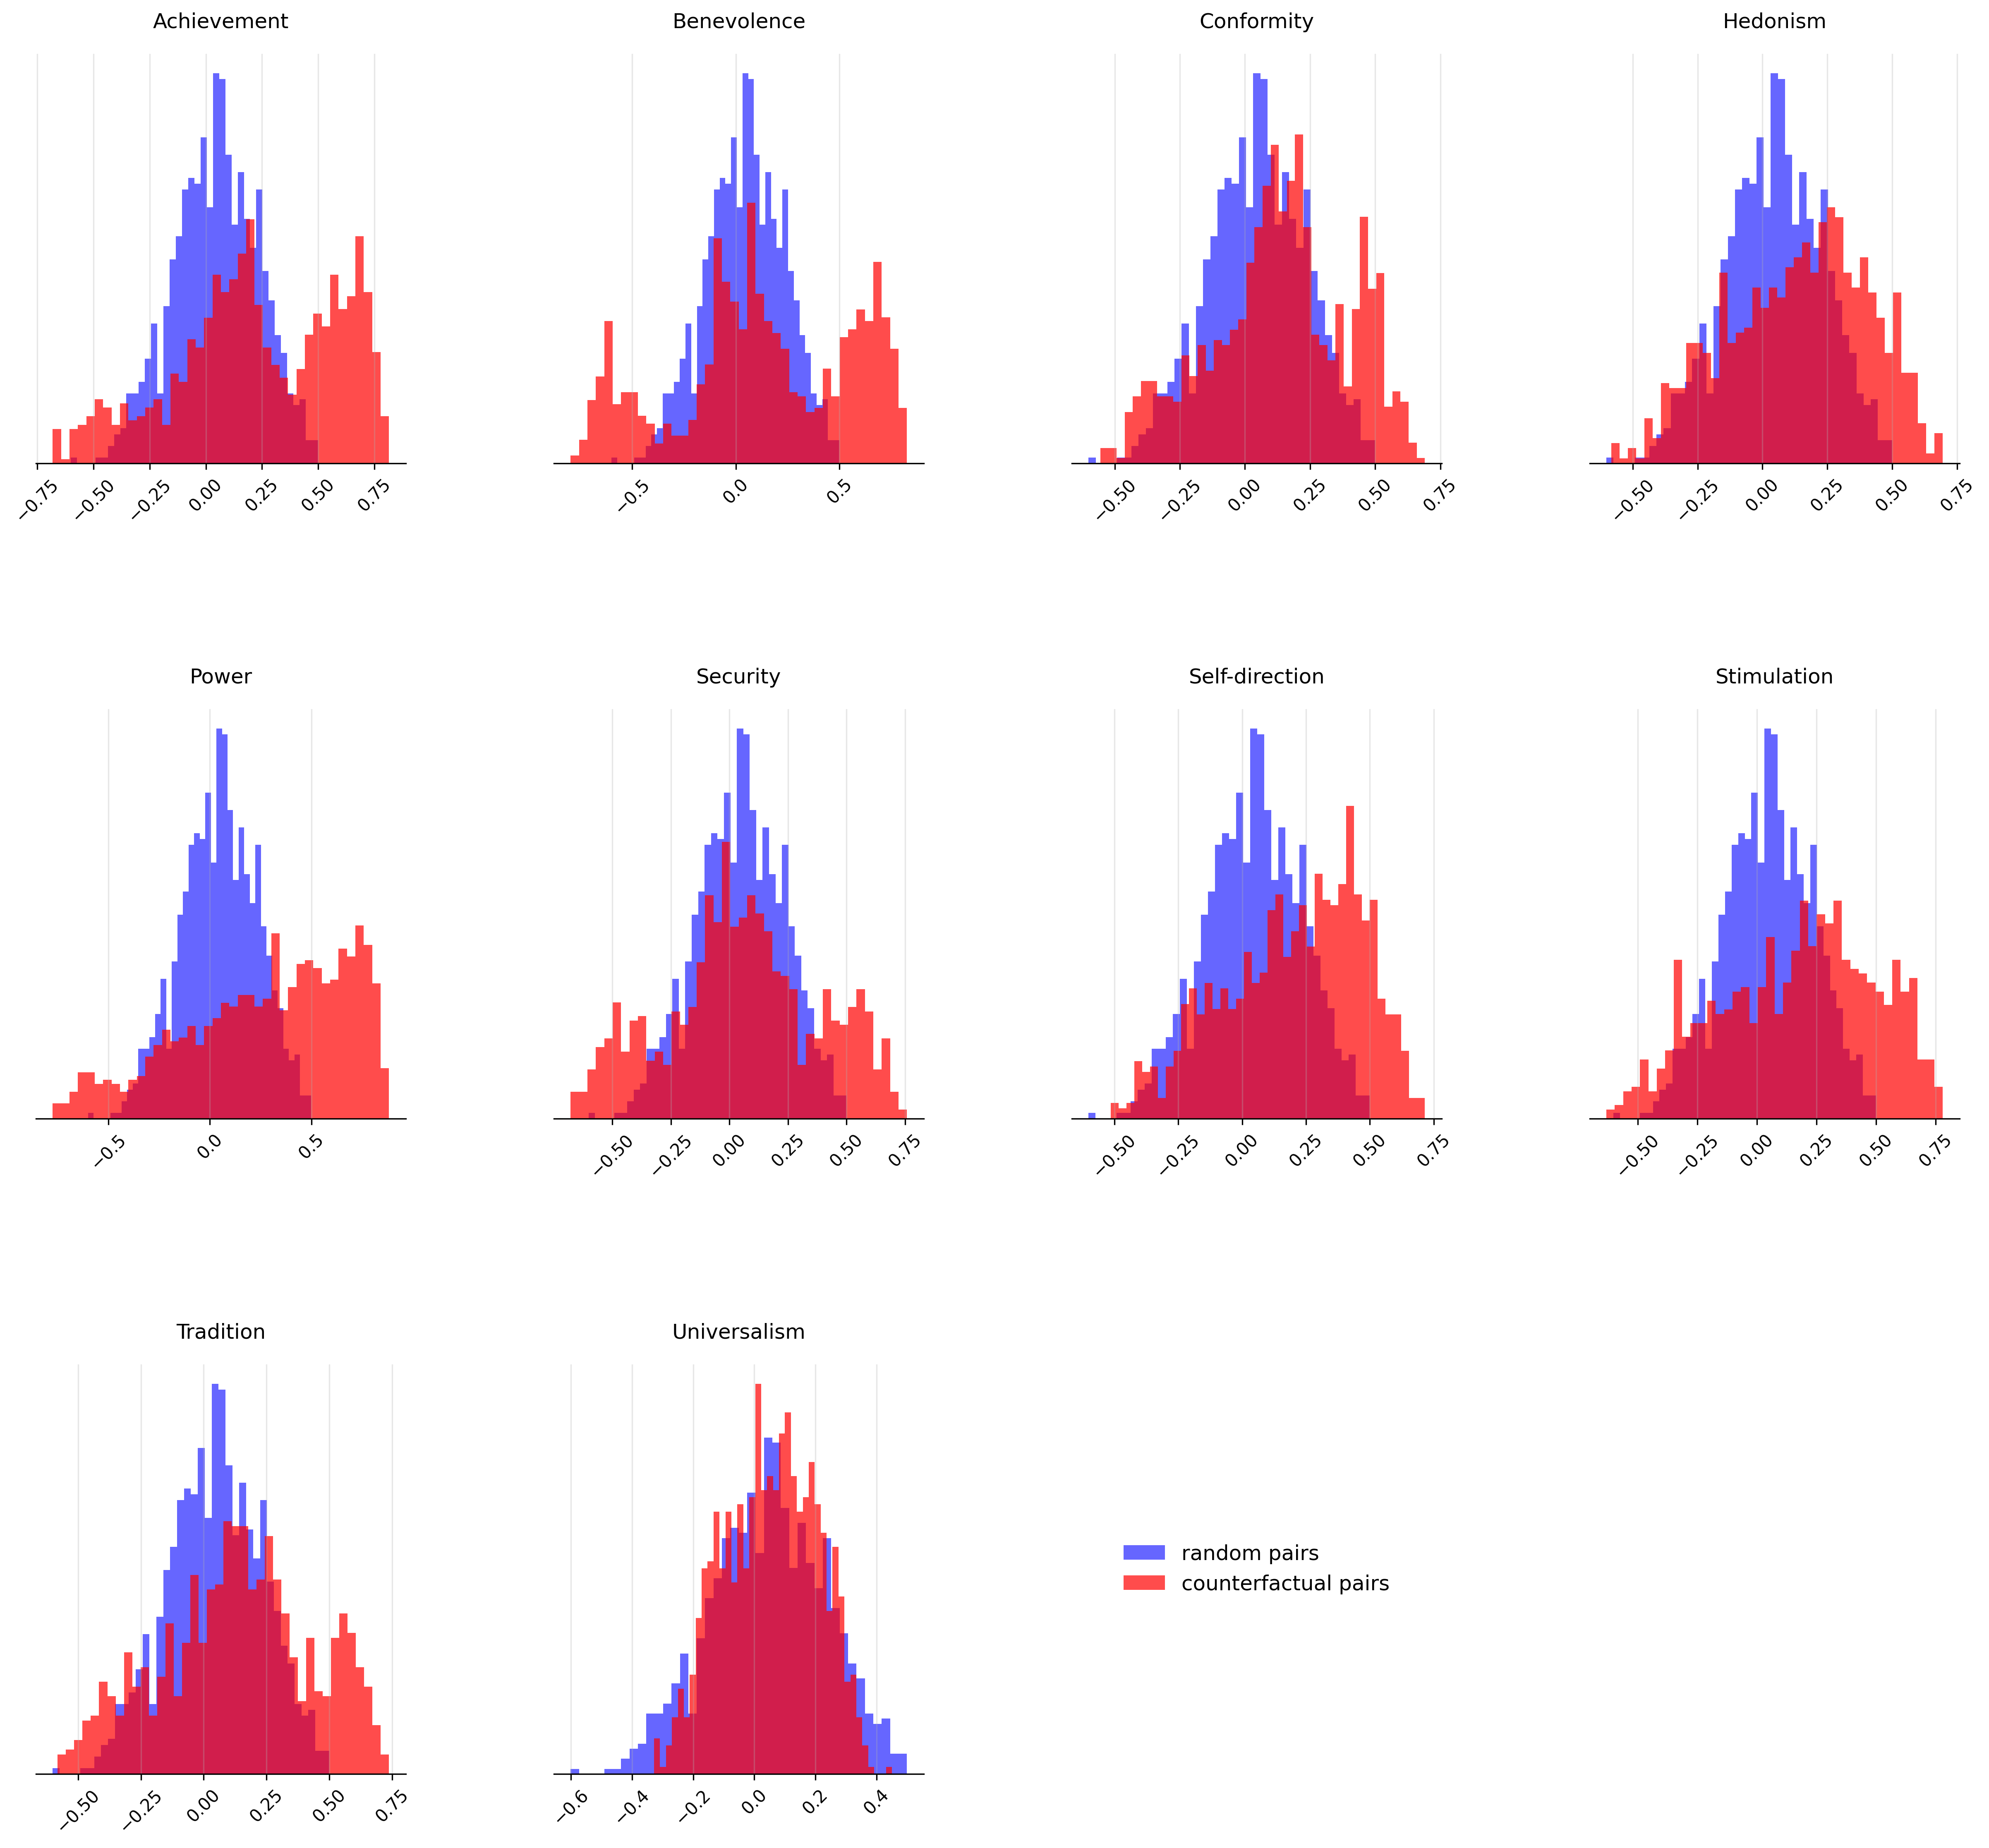 Achievement Benevolence Conformity Hedonism
−0.75 −0.50 −0.25 0.00 0.25 0.50 0.75 −0.5 0.0 0.5 −0.50 −0.25 0.00 0.25 0.50 0.75 −0.50 −0.25 0.00 0.25 0.50 0.75
Power Security Self-direction Stimulation
−0.5 0.0 0.5 −0.50 −0.25 0.00 0.25 0.50 0.75 −0.50 −0.25 0.00 0.25 0.50 0.75 −0.50 −0.25 0.00 0.25 0.50 0.75
Tradition Universalism
random pairs
counterfactual pairs
−0.50 −0.25 0.00 0.25 0.50 0.75 −0.6 −0.4 −0.2 0.0 0.2 0.4